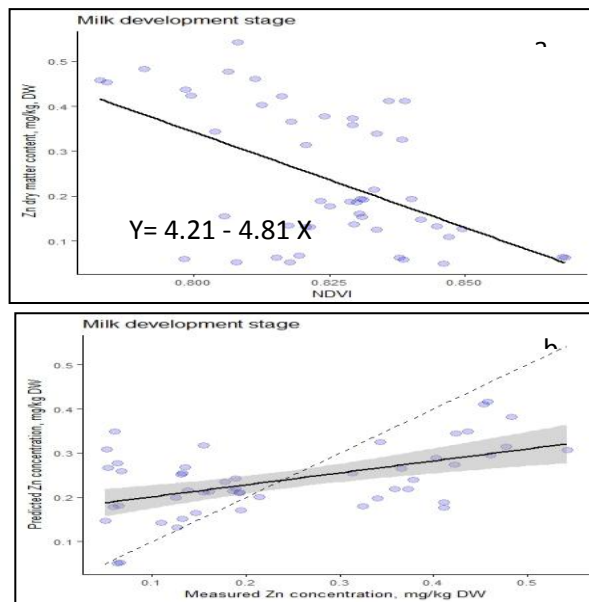 Milk development stage
a
Zn dry matter content, mg/kg, DW
0.5
0.4
0.3
0.2
0.1
Y= 4.21 - 4.81 X
0.800
0.825
0.850
NDVI
Milk development stage
b
Predicted Zn concentration, mg/kg DW
0.5
0.4
0.3
0.2
0.1
0.1
0.2
0.3
0.4
0.5
Measured Zn concentration, mg/kg DW